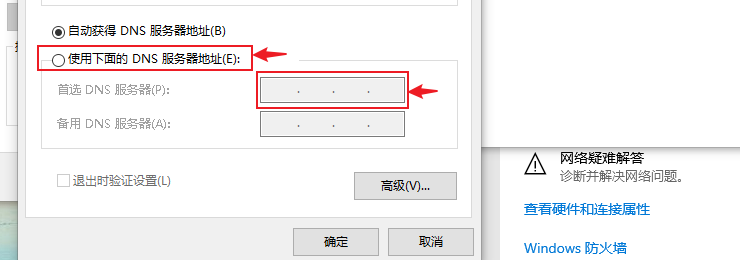 自动获得 DNS 服务器地址(B)
使用下面的 DNS 服务器地址(E):
首选 DNS 服务器(P):
备用 DNS 服务器(A):
退出时验证设置(L)
高级(V)...
确定
取消
网络疑难解答
诊断并解决网络问题。
查看硬件和连接属性
Windows 防火墙